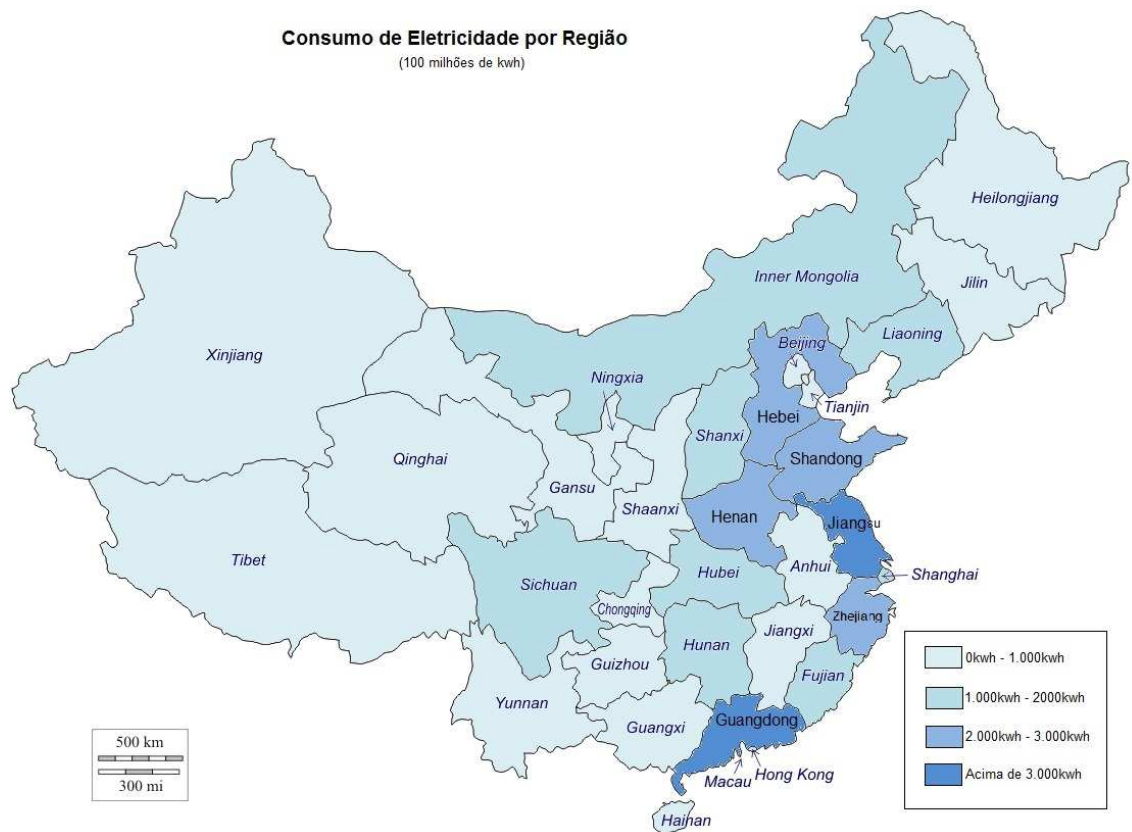 Consumo de Eletricidade por Região
(100 milhões de kwh)
Heilongjiang
Jilin
Inner Mongolia
Liaoning
Beijing
Xinjiang
Ningxia
Tianjin
Hebei
Shanxi
Shandong
Qinghai
Gansu
Shaanxi
Henan
Jiangsu
Tibet
Anhui
Hubei
Shanghai
Sichuan
Chongqing
Zhejiang
Jiangxi
Hunan
Guizhou
Fujian
Yunnan
Guangxi
Guangdong
Hong Kong
Macau
Hainan
0kwh - 1.000kwh
1.000kwh - 2000kwh
2.000kwh - 3.000kwh
Acima de 3.000kwh
500 km
300 mi